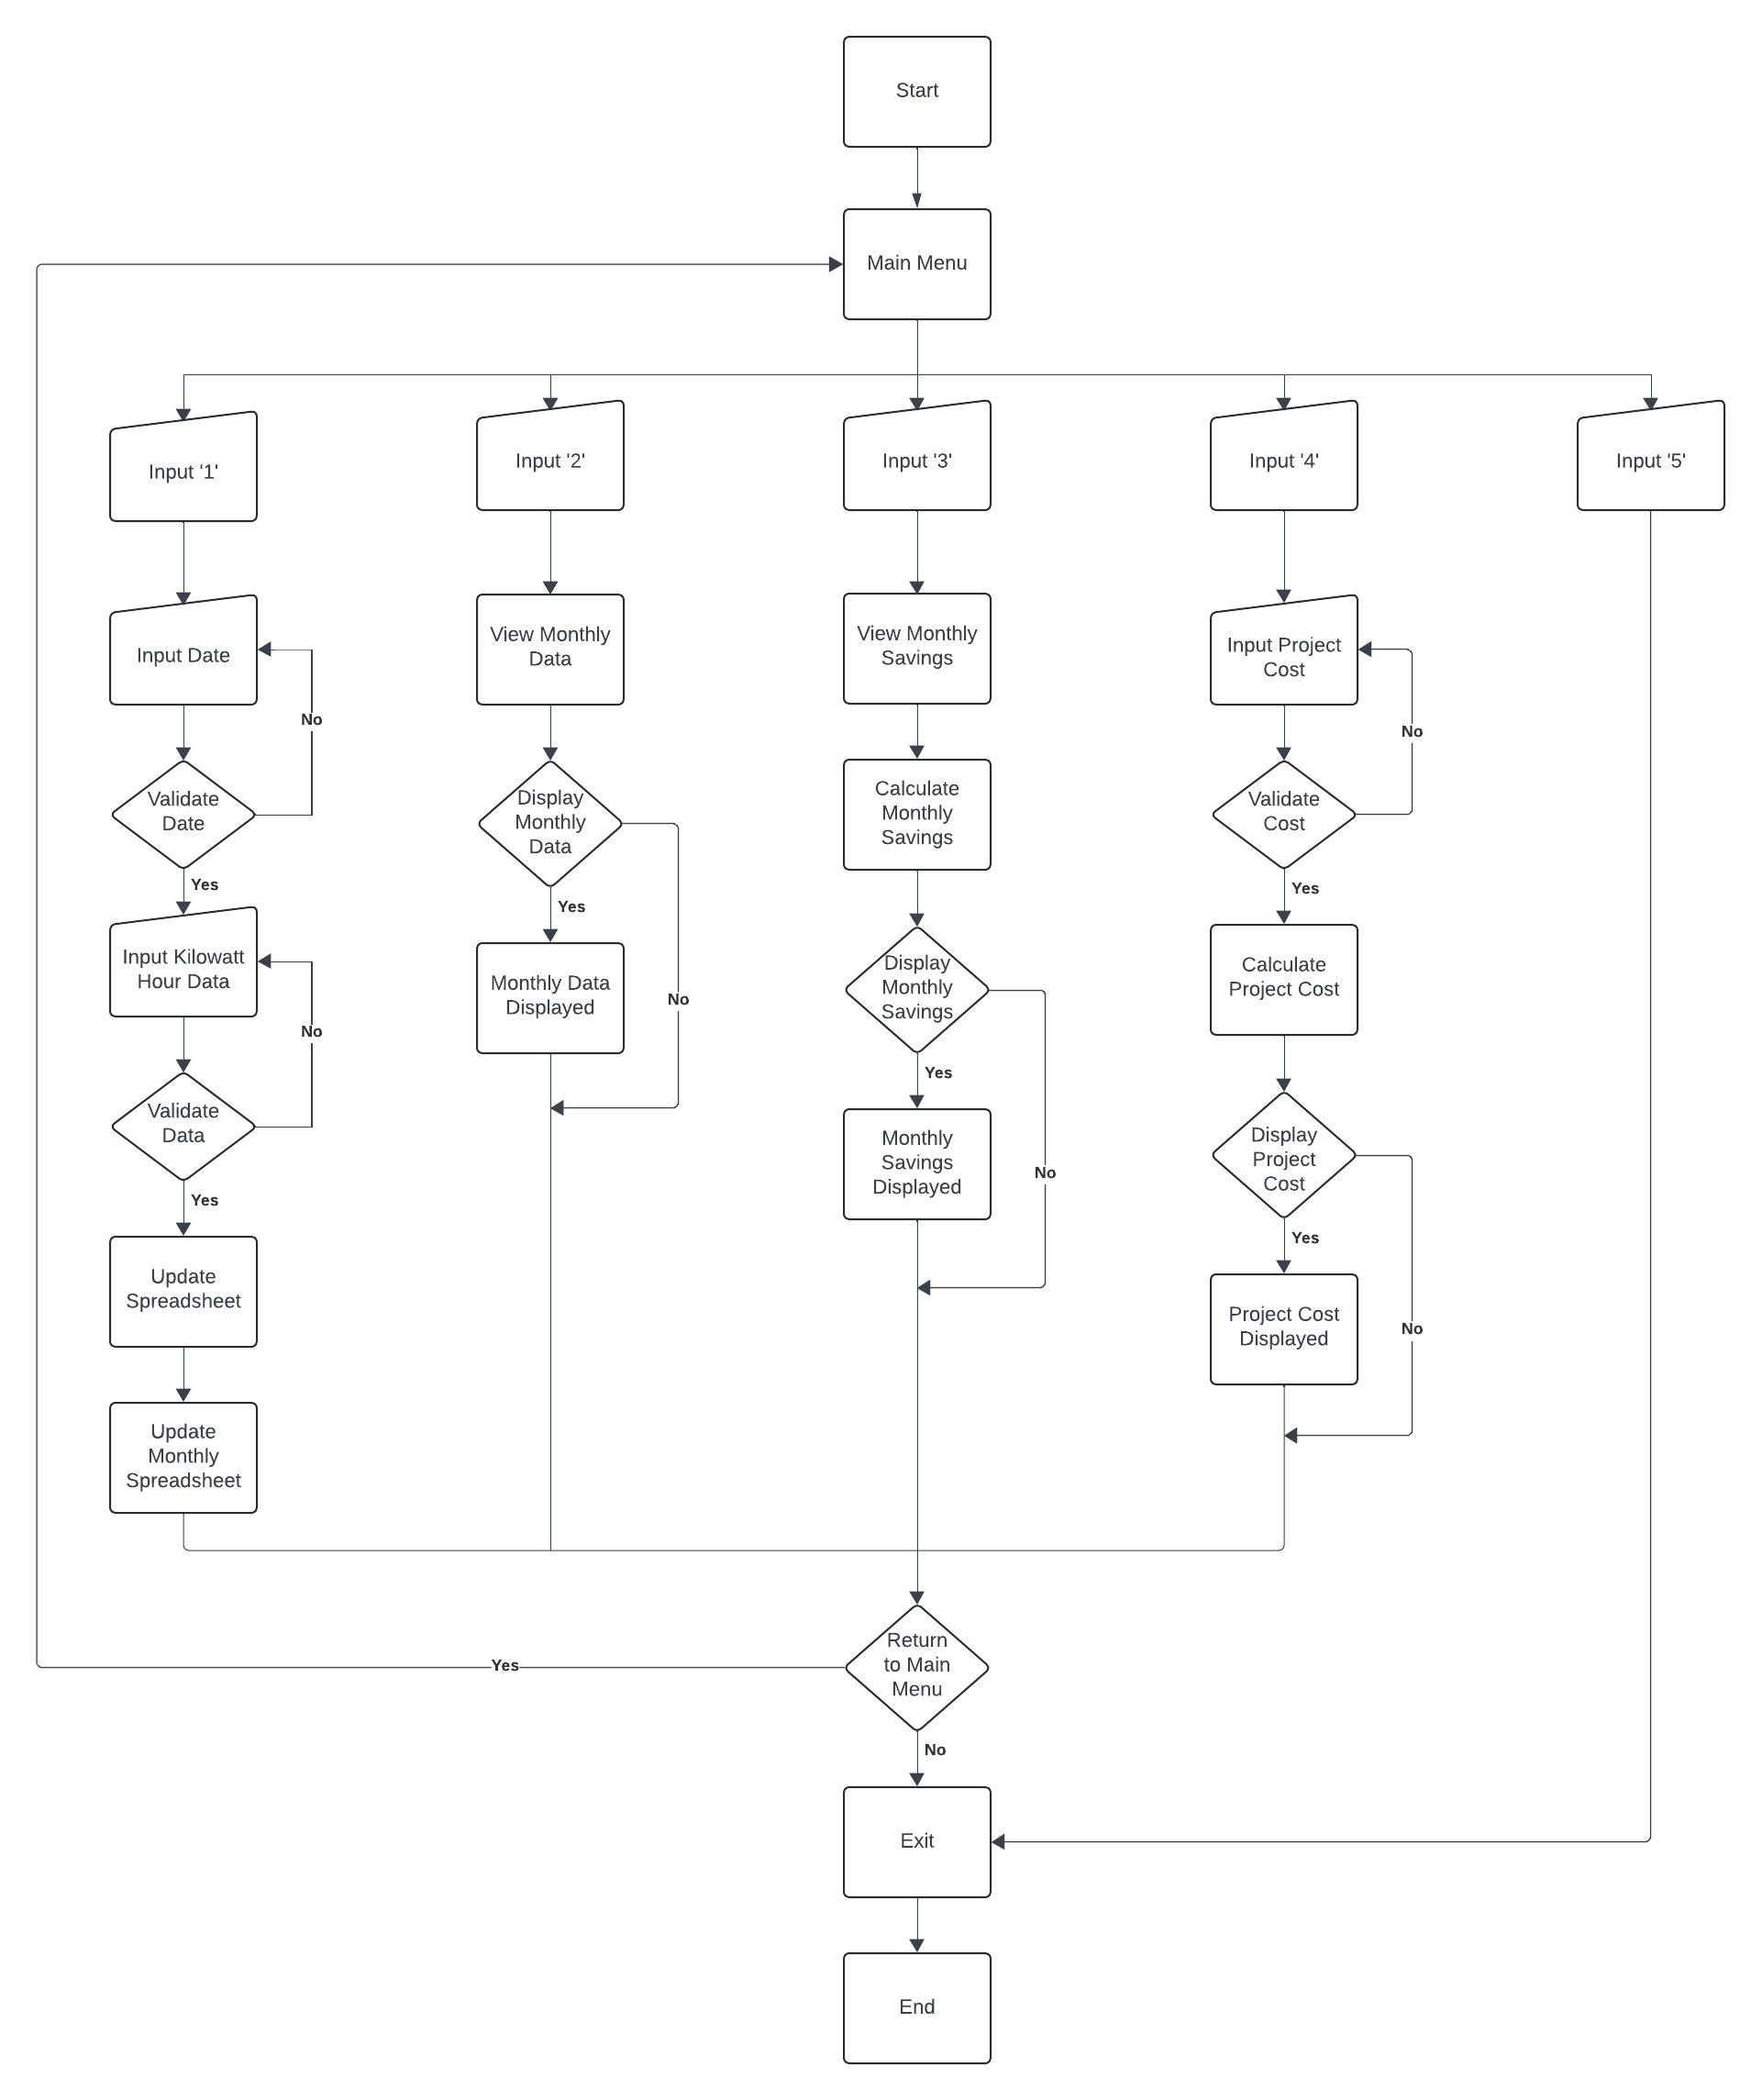 Start
Main Menu
Input '1'
Input '2'
Input '3'
Input '4'
Input '5'
Input Date
No
Validate
Date
Yes
Input Kilowatt
Hour Data
No
Validate
Data
Yes
Update
Spreadsheet
Update
Monthly
Spreadsheet
View Monthly
Data
Display
Monthly
Data
Yes
No
Monthly Data
Displayed
View Monthly
Savings
Calculate
Monthly
Savings
Display
Monthly
Savings
Yes
No
Monthly
Savings
Displayed
Input Project
Cost
No
Validate
Cost
Yes
Calculate
Project Cost
Display
Project
Cost
Yes
No
Project Cost
Displayed
Return
to Main
Menu
Yes
No
Exit
End